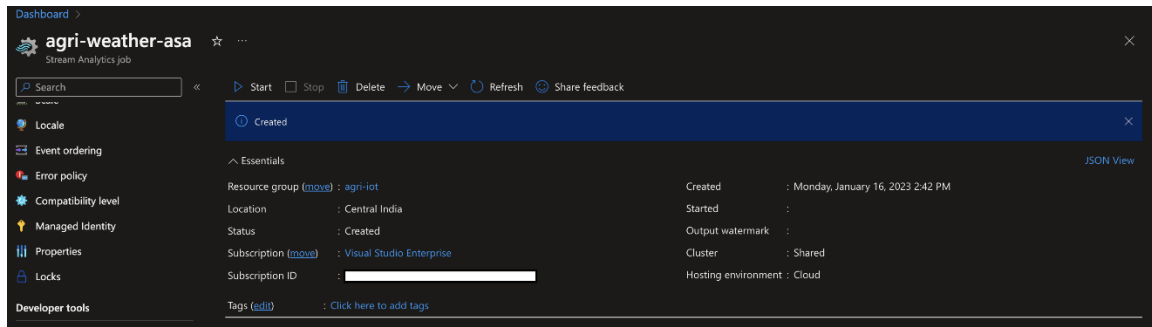 Dashboard >
agri-weather-asa ☆ ...
Stream Analytics job
Search «
Start Stop Delete Move Refresh Share feedback
Scale
Locale
Event ordering
Error policy
Compatibility level
Managed Identity
Properties
Locks
Developer tools
Created
Essentials JSON View
Resource group (move) : agri-iot
Location : Central India
Status : Created
Subscription (move) : Visual Studio Enterprise
Subscription ID :
Tags (edit) : Click here to add tags
Created : Monday, January 16, 2023 2:42 PM
Started :
Output watermark :
Cluster : Shared
Hosting environment : Cloud